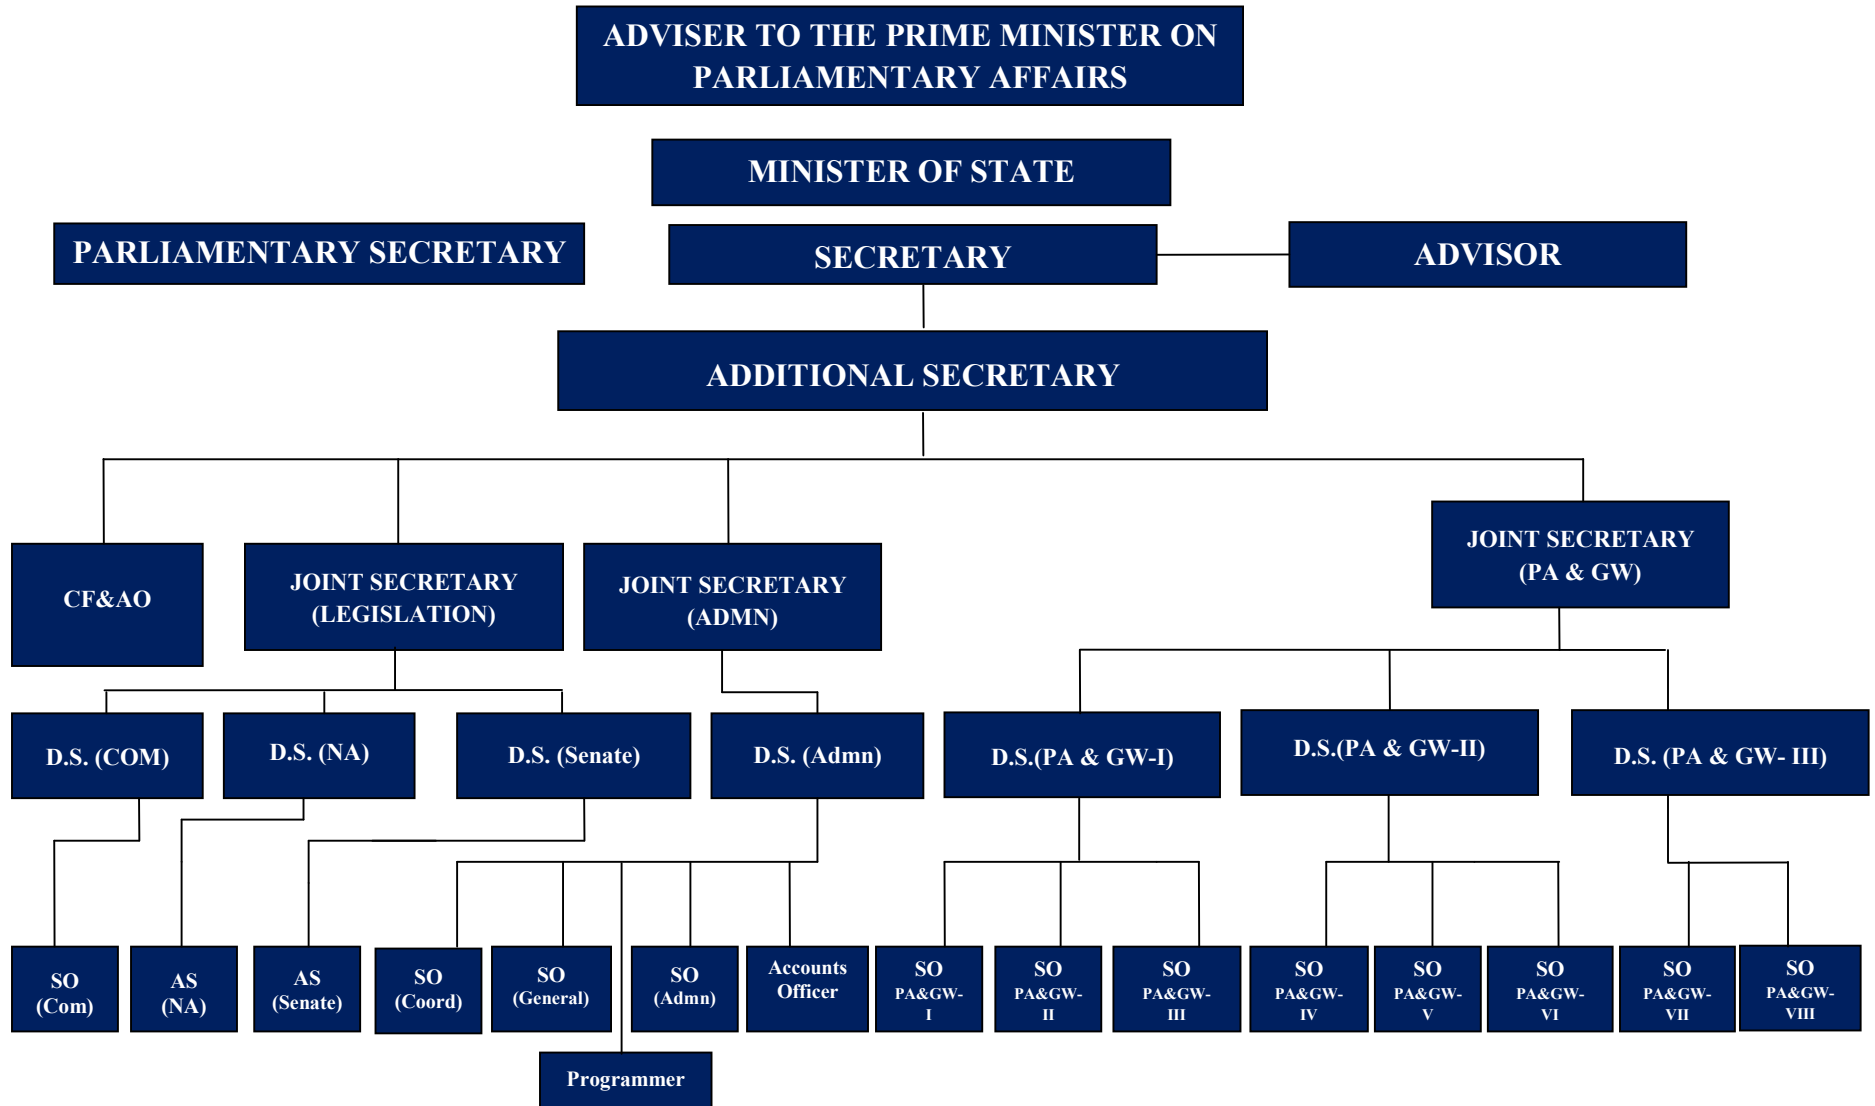 ADVISER TO THE PRIME MINISTER ON
PARLIAMENTARY AFFAIRS
MINISTER OF STATE
PARLIAMENTARY SECRETARY
SECRETARY
ADVISOR
ADDITIONAL SECRETARY
CF&AO
JOINT SECRETARY
(LEGISLATION)
JOINT SECRETARY
(ADMN)
JOINT SECRETARY
(PA & GW)
D.S. (COM)
D.S. (NA)
D.S. (Senate)
D.S. (Admn)
D.S.(PA & GW-I)
D.S.(PA & GW-II)
D.S. (PA & GW- III)
SO
(Com)
AS
(NA)
AS
(Senate)
SO
(Coord)
SO
(General)
SO
(Admn)
Accounts
Officer
SO
PA&GW-
I
SO
PA&GW-
II
SO
PA&GW-
III
SO
PA&GW-
IV
SO
PA&GW-
V
SO
PA&GW-
VI
SO
PA&GW-
VII
SO
PA&GW-
VIII
Programmer